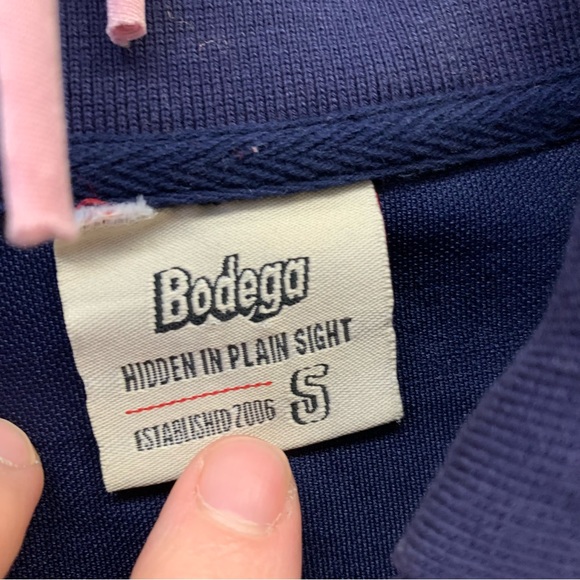 Bodega
HIDDEN IN PLAIN SIGHT
ESTABLISHED 2006 S